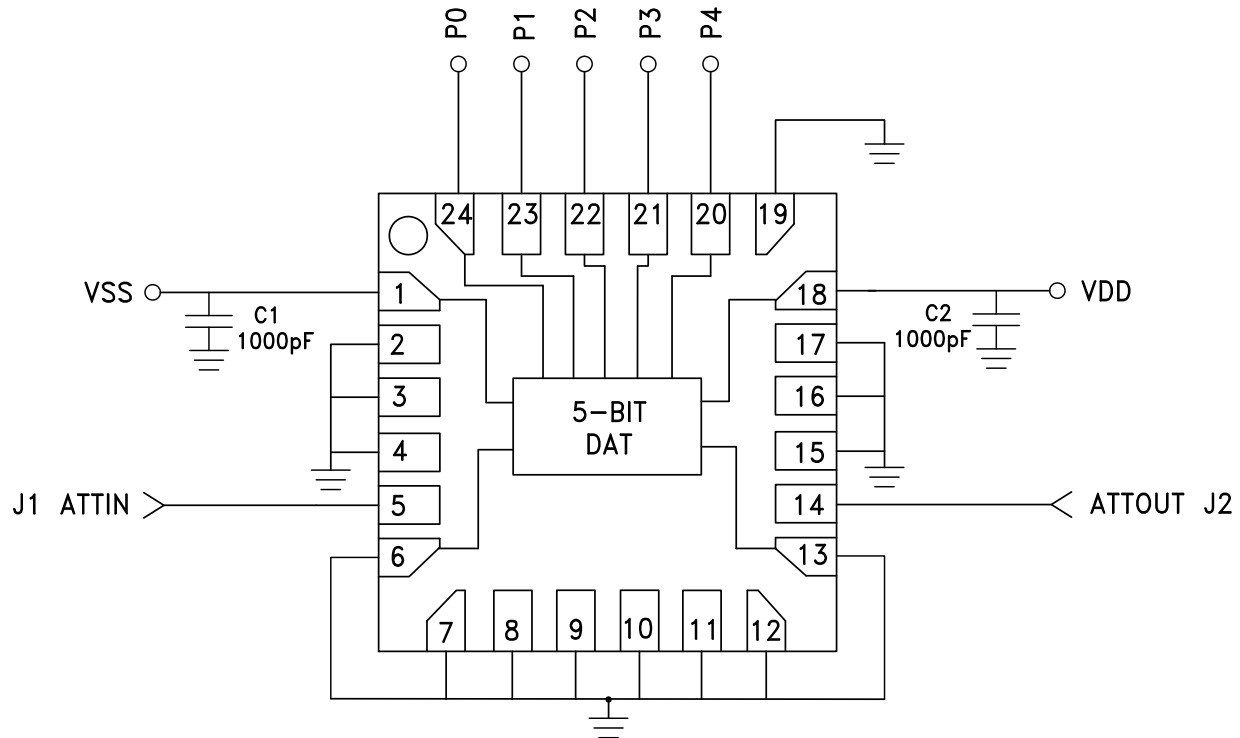 P0 P1 P2 P3 P4
24 23 22 21 20 19
VSS
C1
1000pF
1
2
3
4
5
6
5-BIT
DAT
18
17
16
15
14
13
C2
1000pF
VDD
J1 ATTIN
ATTOUT J2
7 8 9 10 11 12